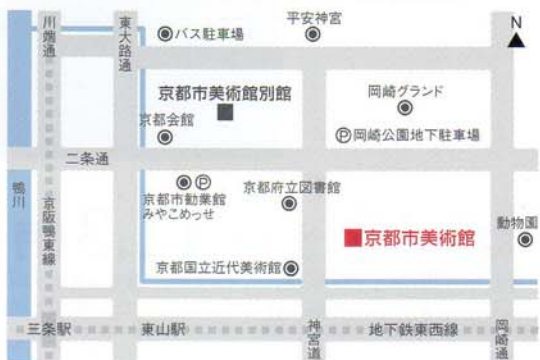 川端通
東大路通
バス駐車場
平安神宮
N
京都市美術館別館
岡崎グランド
京都会館
Ⓟ岡崎公園地下駐車場
二条通
Ⓟ
京都市勧業館
みやこめっせ
京都府立図書館
鴨川
京阪鴨東線
京都市美術館
動物園
京都国立近代美術館
三条駅
東山駅
神宮道
地下鉄東西線
岡崎通